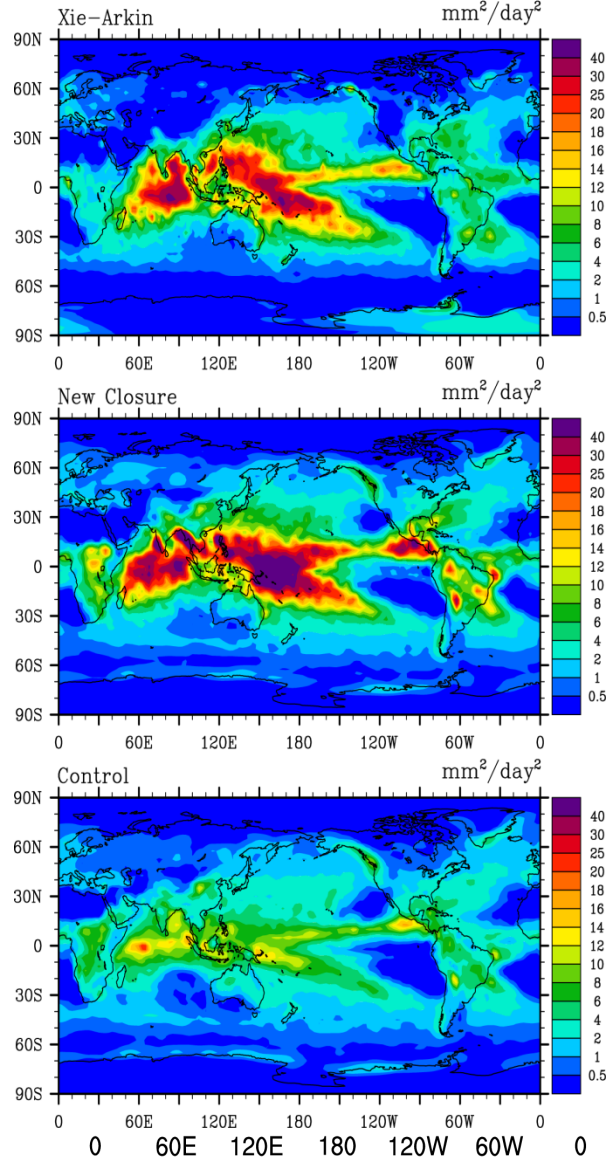 Xie-Arkin mm²/day²
90N
60N
30N
0
30S
60S
90S
0 60E 120E 180 120W 60W 0
40
30
25
20
18
16
14
12
10
8
6
4
2
1
0.5
New Closure mm²/day²
90N
60N
30N
0
30S
60S
90S
0 60E 120E 180 120W 60W 0
40
30
25
20
18
16
14
12
10
8
6
4
2
1
0.5
Control mm²/day²
90N
60N
30N
0
30S
60S
90S
0 60E 120E 180 120W 60W 0
40
30
25
20
18
16
14
12
10
8
6
4
2
1
0.5
0 60E 120E 180 120W 60W 0